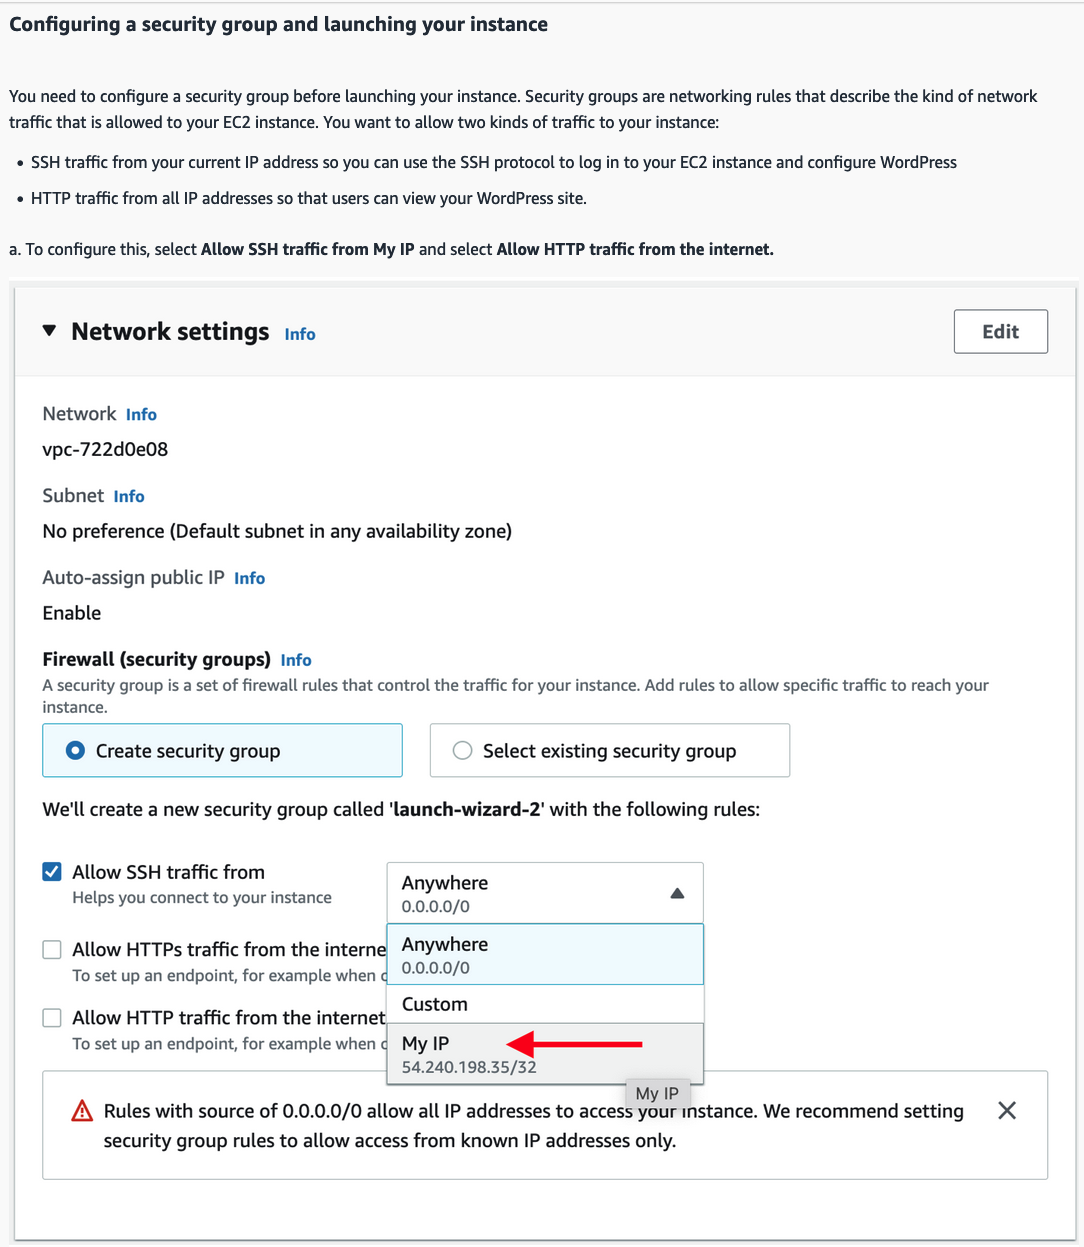 Configuring a security group and launching your instance
You need to configure a security group before launching your instance. Security groups are networking rules that describe the kind of network
traffic that is allowed to your EC2 instance. You want to allow two kinds of traffic to your instance:
• SSH traffic from your current IP address so you can use the SSH protocol to log in to your EC2 instance and configure WordPress
• HTTP traffic from all IP addresses so that users can view your WordPress site.
a. To configure this, select Allow SSH traffic from My IP and select Allow HTTP traffic from the internet.
Network settings Info
Edit
Network Info
vpc-722d0e08
Subnet Info
No preference (Default subnet in any availability zone)
Auto-assign public IP Info
Enable
Firewall (security groups) Info
A security group is a set of firewall rules that control the traffic for your instance. Add rules to allow specific traffic to reach your
instance.
Create security group
Select existing security group
We'll create a new security group called 'launch-wizard-2' with the following rules:
Allow SSH traffic from
Helps you connect to your instance
Anywhere
0.0.0.0/0
Allow HTTPs traffic from the interne
To set up an endpoint, for example when c
Anywhere
0.0.0.0/0
Custom
Allow HTTP traffic from the internet
To set up an endpoint, for example when c
My IP
54.240.198.35/32
My IP
Rules with source of 0.0.0.0/0 allow all IP addresses to access your instance. We recommend setting
security group rules to allow access from known IP addresses only.